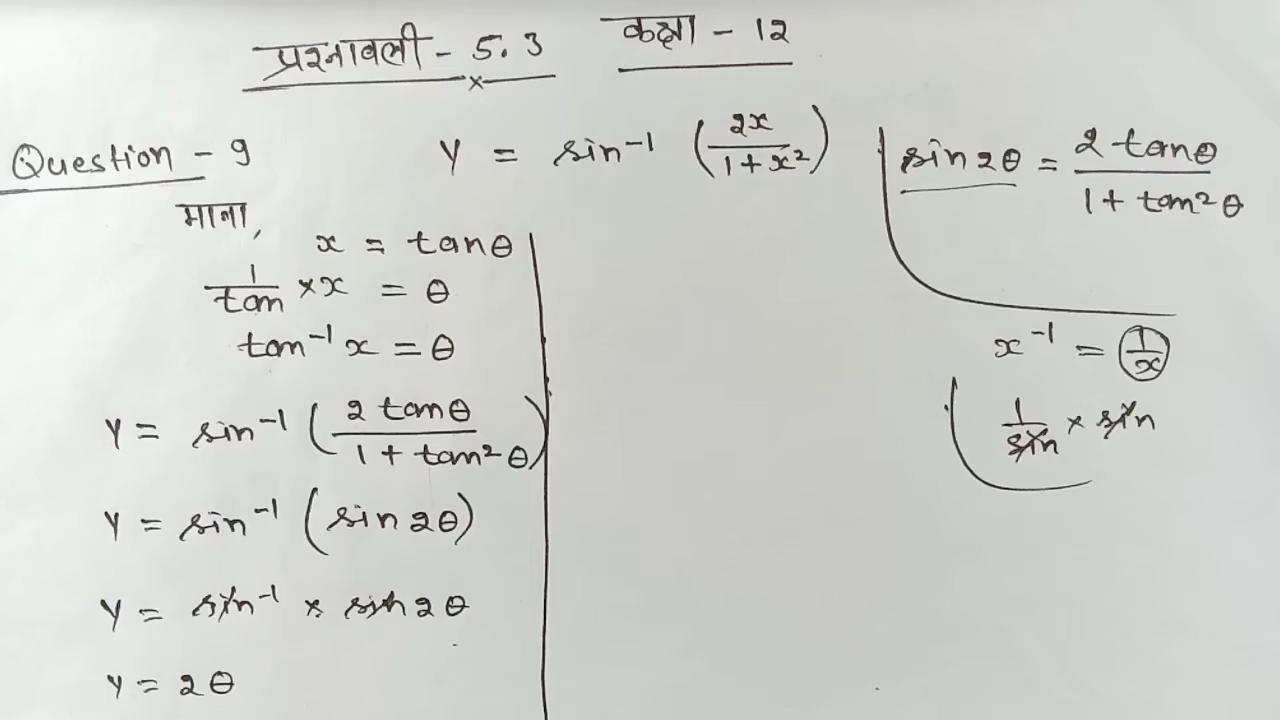 प्रश्नावली - 5.3 कक्षा - 12
×
Question - 9 y = sin⁻¹ (2x/1+x²)
sin2θ = 2 tanθ/1 + tan²θ
माना,
x = tanθ
1/tan × x = θ
tan⁻¹ x = θ
y = sin⁻¹ (2 tanθ/1 + tan²θ)
y = sin⁻¹ (sin 2θ)
y = sin⁻¹ × sin 2θ
y = 2θ
x⁻¹ = 1/x
1/sin × sin